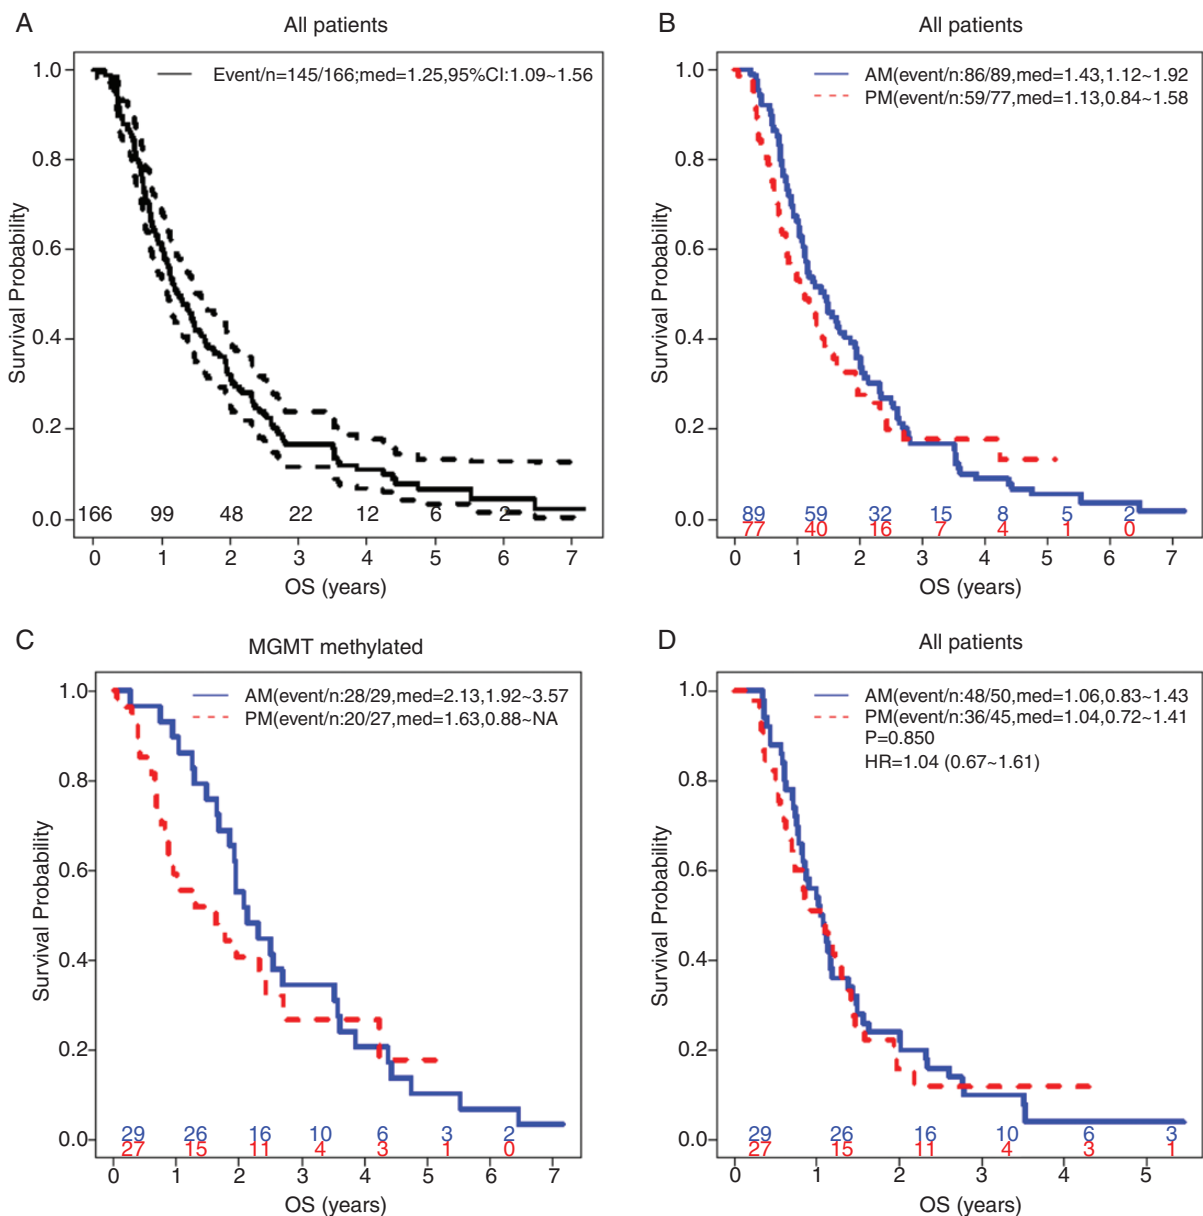 A
All patients
Event/n=145/166;med=1.25,95%CI:1.09~1.56
Survival Probability
1.0
0.8
0.6
0.4
0.2
0.0
166 99 48 22 12 6 2
0 1 2 3 4 5 6 7
OS (years)
B
All patients
AM(event/n:86/89,med=1.43,1.12~1.92
PM(event/n:59/77,med=1.13,0.84~1.58
Survival Probability
1.0
0.8
0.6
0.4
0.2
0.0
89 59 32 15 8 5 2
77 40 16 7 4 1 0
0 1 2 3 4 5 6 7
OS (years)
C
MGMT methylated
AM(event/n:28/29,med=2.13,1.92~3.57
PM(event/n:20/27,med=1.63,0.88~NA
Survival Probability
1.0
0.8
0.6
0.4
0.2
0.0
29 26 16 10 6 3 2
27 15 11 4 3 1 0
0 1 2 3 4 5 6 7
OS (years)
D
All patients
AM(event/n:48/50,med=1.06,0.83~1.43
PM(event/n:36/45,med=1.04,0.72~1.41
P=0.850
HR=1.04 (0.67~1.61)
Survival Probability
1.0
0.8
0.6
0.4
0.2
0.0
29 26 16 10 6 3
27 15 11 4 3 1
0 1 2 3 4 5
OS (years)